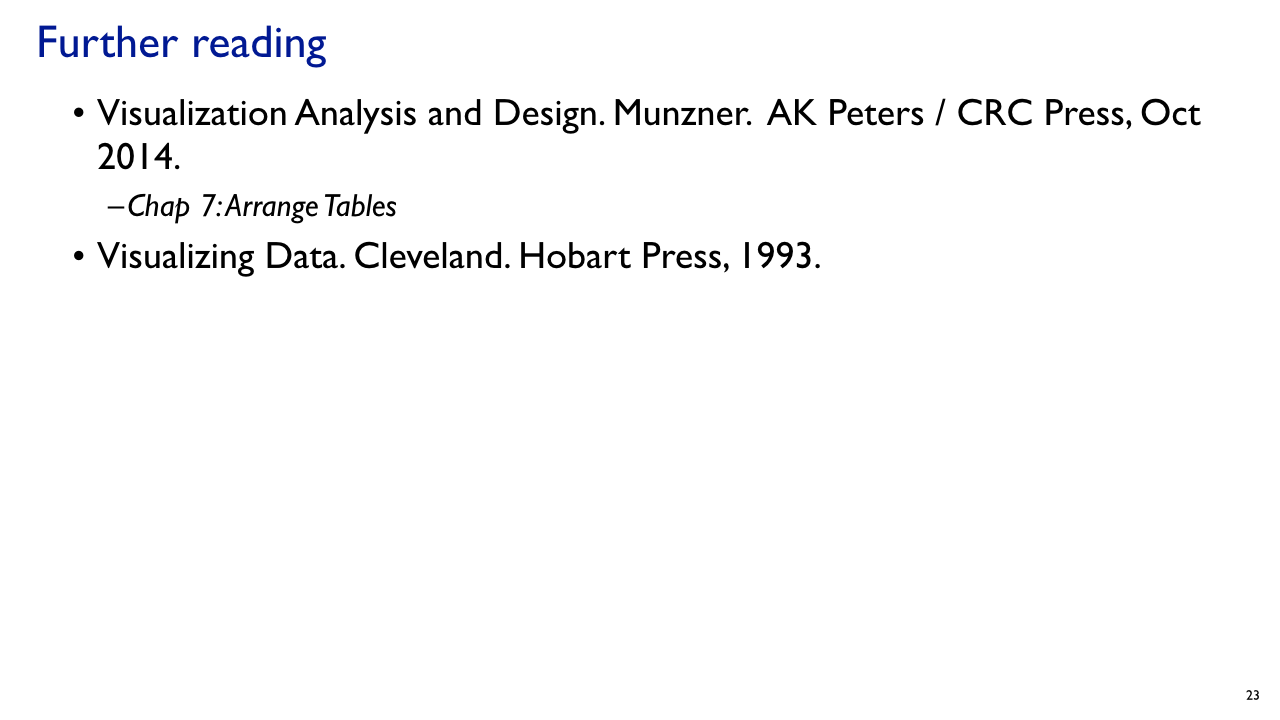 Further reading
• Visualization Analysis and Design. Munzner. AK Peters / CRC Press, Oct
2014.
–Chap 7: Arrange Tables
• Visualizing Data. Cleveland. Hobart Press, 1993.
23